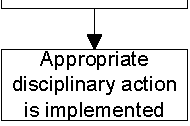 Appropriate
disciplinary action
is implemented